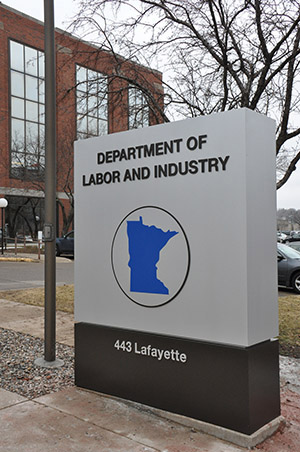 DEPARTMENT OF
LABOR AND INDUSTRY
443 Lafayette